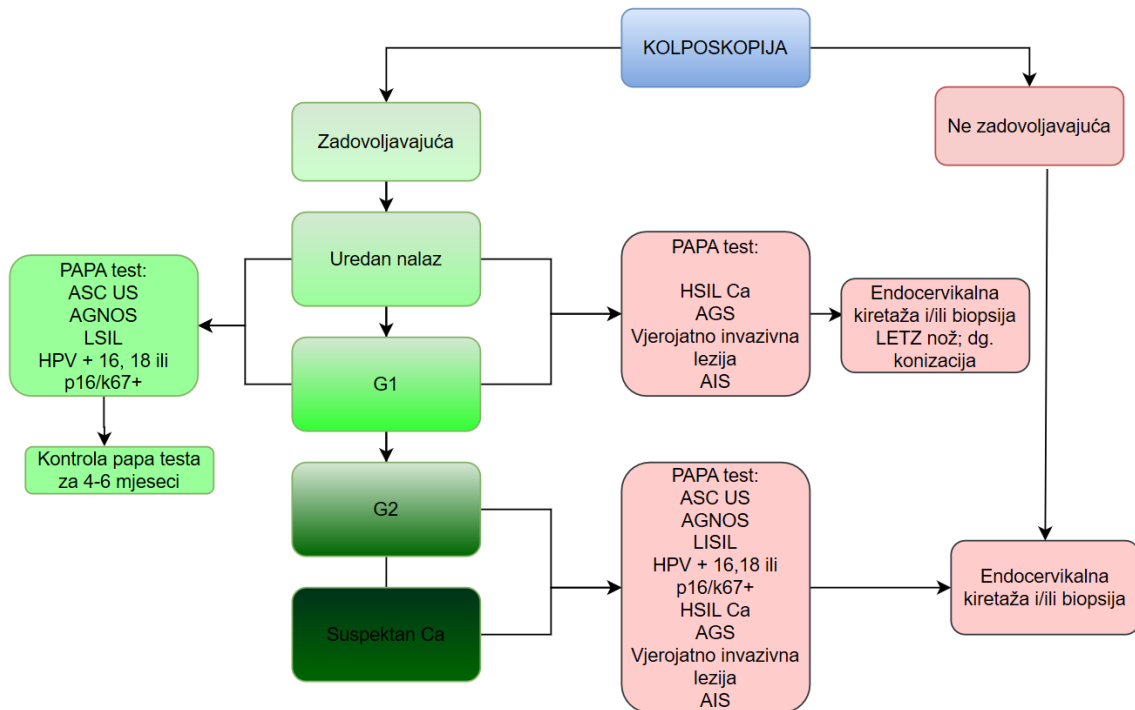 KOLPOSKOPIJA
Zadovoljavajuća
Ne zadovoljavajuća
Uredan nalaz
PAPA test:
ASC US
AGNOS
LSIL
HPV + 16, 18 ili
p16/k67+
Kontrola papa testa
za 4-6 mjeseci
G1
PAPA test:
HSIL Ca
AGS
Vjerojatno invazivna
lezija
AIS
Endocervikalna
kiretaža i/ili biopsija
LETZ nož; dg.
konizacija
G2
Suspektan Ca
PAPA test:
ASC US
AGNOS
LISIL
HPV + 16,18 ili
p16/k67+
HSIL Ca
AGS
Vjerojatno invazivna
lezija
AIS
Endocervikalna
kiretaža i/ili biopsija